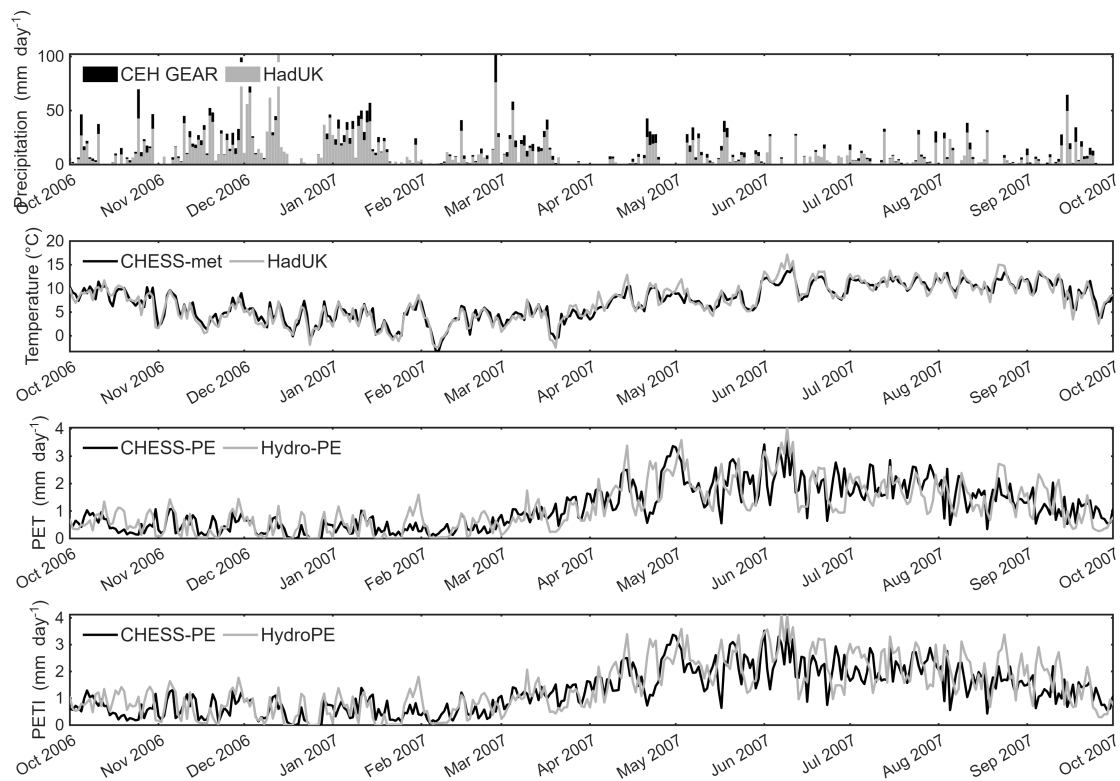 Precipitation (mm day-1)
100
50
0
CEH GEAR
HadUK
Oct 2006 Nov 2006 Dec 2006 Jan 2007 Feb 2007 Mar 2007 Apr 2007 May 2007 Jun 2007 Jul 2007 Aug 2007 Sep 2007 Oct 2007
Temperature (°C)
20
15
10
5
0
CHESS-met
HadUK
Oct 2006 Nov 2006 Dec 2006 Jan 2007 Feb 2007 Mar 2007 Apr 2007 May 2007 Jun 2007 Jul 2007 Aug 2007 Sep 2007 Oct 2007
PET (mm day-1)
4
3
2
1
0
CHESS-PE
Hydro-PE
Oct 2006 Nov 2006 Dec 2006 Jan 2007 Feb 2007 Mar 2007 Apr 2007 May 2007 Jun 2007 Jul 2007 Aug 2007 Sep 2007 Oct 2007
PETI (mm day-1)
4
3
2
1
0
CHESS-PE
HydroPE
Oct 2006 Nov 2006 Dec 2006 Jan 2007 Feb 2007 Mar 2007 Apr 2007 May 2007 Jun 2007 Jul 2007 Aug 2007 Sep 2007 Oct 2007